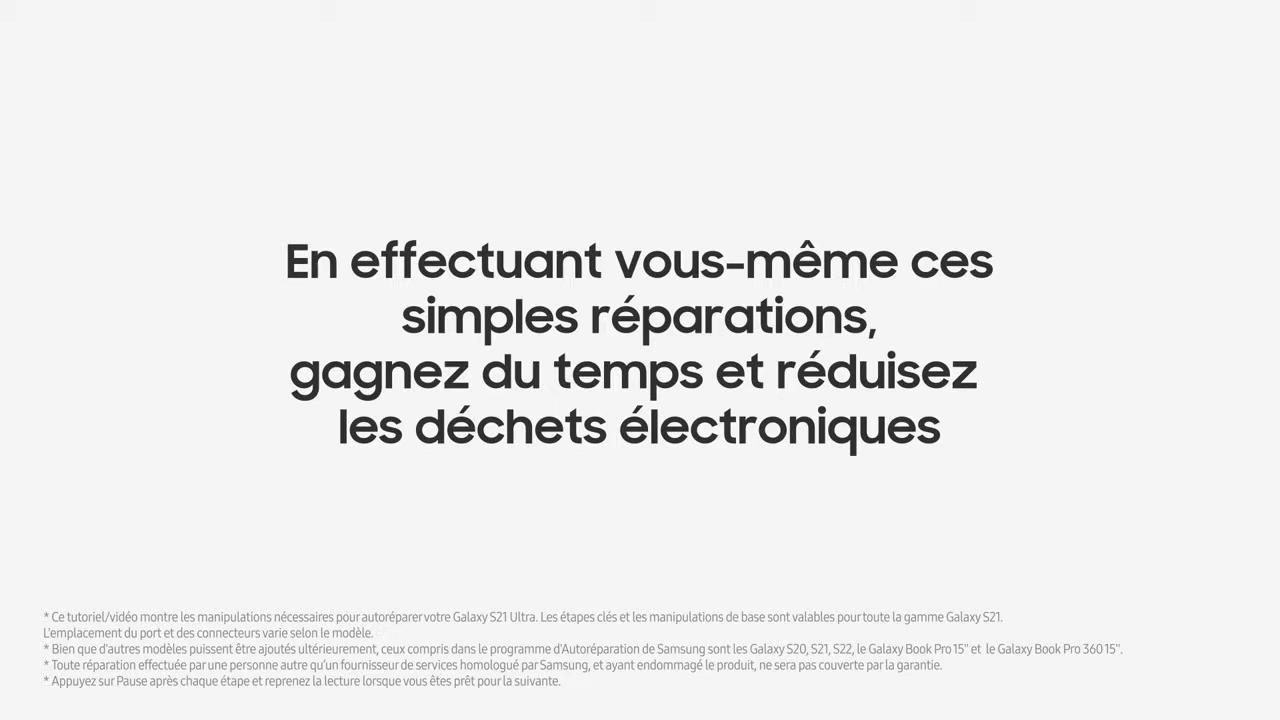 En effectuant vous-même ces
simples réparations,
gagnez du temps et réduisez
les déchets électroniques
* Ce tutoriel/vidéo montre les manipulations nécessaires pour autoréparer votre Galaxy S21 Ultra. Les étapes clés et les manipulations de base sont valables pour toute la gamme Galaxy S21.
L'emplacement du port et des connecteurs varie selon le modèle.
* Bien que d'autres modèles puissent être ajoutés ultérieurement, ceux compris dans le programme d'Autoréparation de Samsung sont les Galaxy S20, S21, S22, le Galaxy Book Pro 15" et le Galaxy Book Pro 360 15".
* Toute réparation effectuée par une personne autre qu'un fournisseur de services homologué par Samsung, et ayant endommagé le produit, ne sera pas couverte par la garantie.
* Appuyez sur Pause après chaque étape et reprenez la lecture lorsque vous êtes prêt pour la suivante.